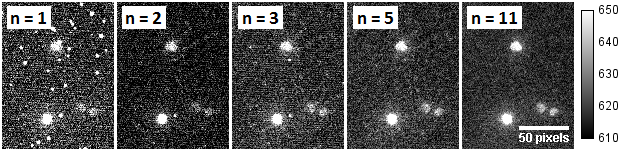 n = 1
n = 2
n = 3
n = 5
n = 11
650
640
630
620
610
50 pixels